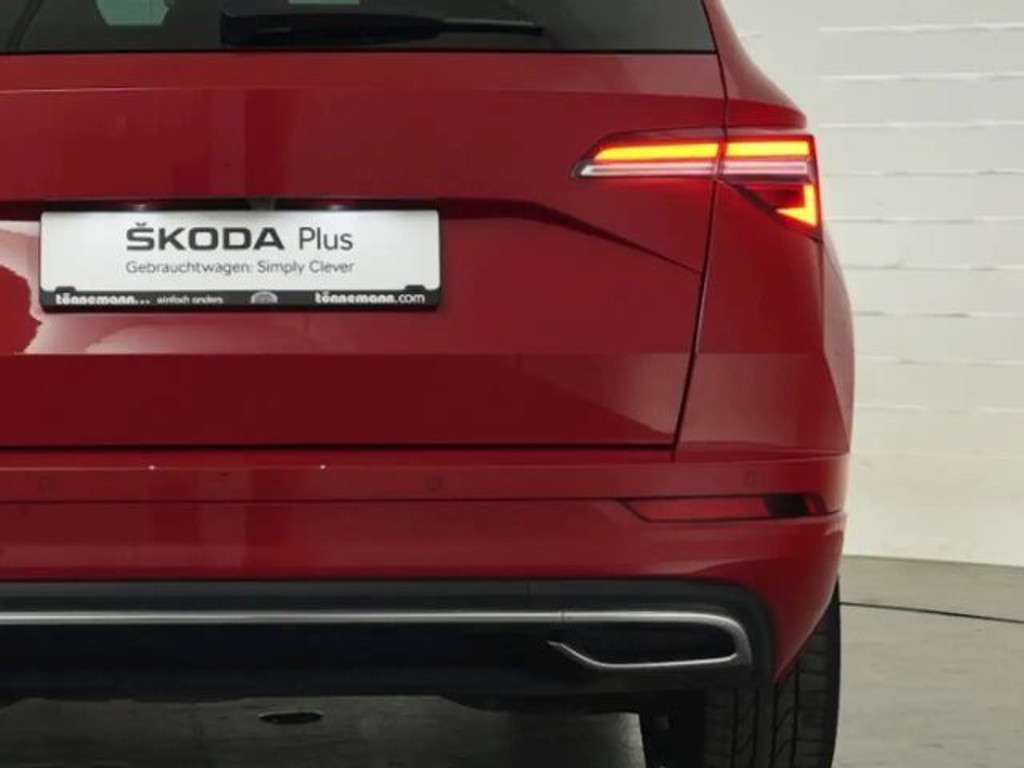 ŠKODA Plus
Gebrauchtwagen: Simply Clever
tönnemann... einfach anders tönnemann.com